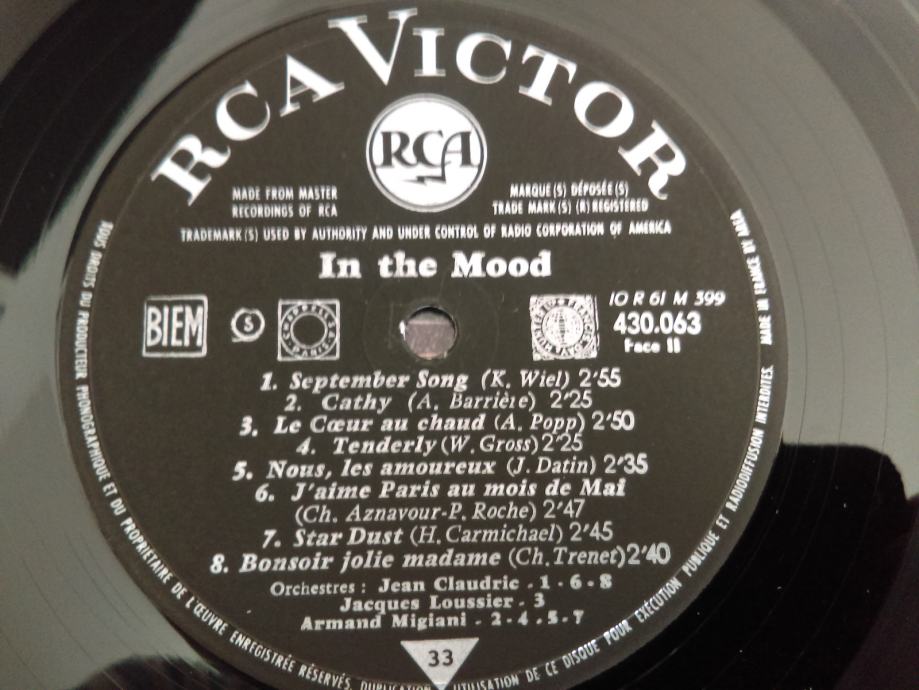 RCA VICTOR
RCA
MADE FROM MASTER
RECORDINGS OF RCA
MARQUE(S) DÉPOSÉE(S)
TRADE MARK(S) (R) REGISTERED
TRADEMARK(S) USED BY AUTHORITY AND UNDER CONTROL OF RADIO CORPORATION OF AMERICA
In the Mood
BIEM
S
PARIS
10 R 61 M 399
430.063
Face II
1. September Song (K. Wiel) 2'55
2. Cathy (A. Barrière) 2'25
3. Le Cœur au chaud (A. Popp) 2'50
4. Tenderly (W. Gross) 2'25
5. Nous, les amoureux (J. Datin) 2'35
6. J'aime Paris au mois de Mai
(Ch. Aznavour-P. Roche) 2'47
7. Star Dust (H. Carmichael) 2'45
8. Bonsoir jolie madame (Ch. Trenet) 2'40
Orchestres : Jean Claudric - 1 - 6 - 8
Jacques Loussier - 3
Armand Migiani - 2 - 4 - 5 - 7
33
TOUS DROITS DU PRODUCTEUR PHONOGRAPHIQUE ET DU PROPRIETAIRE DE L'ŒUVRE ENREGISTRÉE RÉSERVÉS. DUPLICATION UTILISATION DE CE DISQUE POUR EXÉCUTION PUBLIQUE ET RADIODIFFUSION INTERDITES. MADE IN FRANCE BY